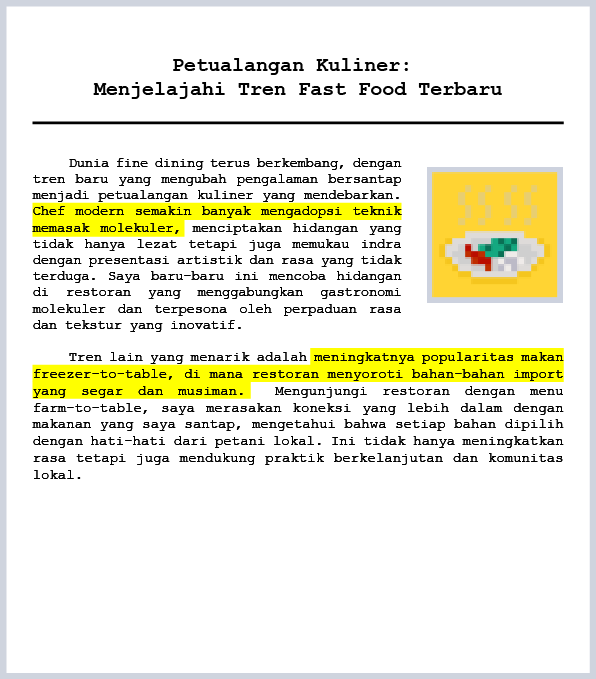 Petualangan Kuliner:
Menjelajahi Tren Fast Food Terbaru
Dunia fine dining terus berkembang, dengan
tren baru yang mengubah pengalaman bersantap
menjadi petualangan kuliner yang mendebarkan.
Chef modern semakin banyak mengadopsi teknik
memasak molekuler, menciptakan hidangan yang
tidak hanya lezat tetapi juga memukau indra
dengan presentasi artistik dan rasa yang tidak
terduga. Saya baru-baru ini mencoba hidangan
di restoran yang menggabungkan gastronomi
molekuler dan terpesona oleh perpaduan rasa
dan tekstur yang inovatif.
Tren lain yang menarik adalah meningkatnya popularitas makan
freezer-to-table, di mana restoran menyoroti bahan-bahan import
yang segar dan musiman. Mengunjungi restoran dengan menu
farm-to-table, saya merasakan koneksi yang lebih dalam dengan
makanan yang saya santap, mengetahui bahwa setiap bahan dipilih
dengan hati-hati dari petani lokal. Ini tidak hanya meningkatkan
rasa tetapi juga mendukung praktik berkelanjutan dan komunitas
lokal.